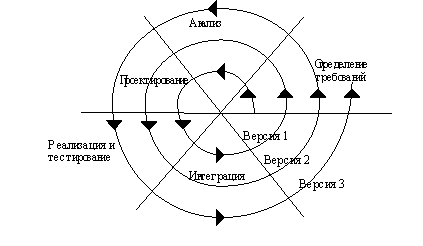 Анализ
Определение
требований
Проектирование
Версия 1
Реализация и
тестирование
Версия 2
Интеграция
Версия 3